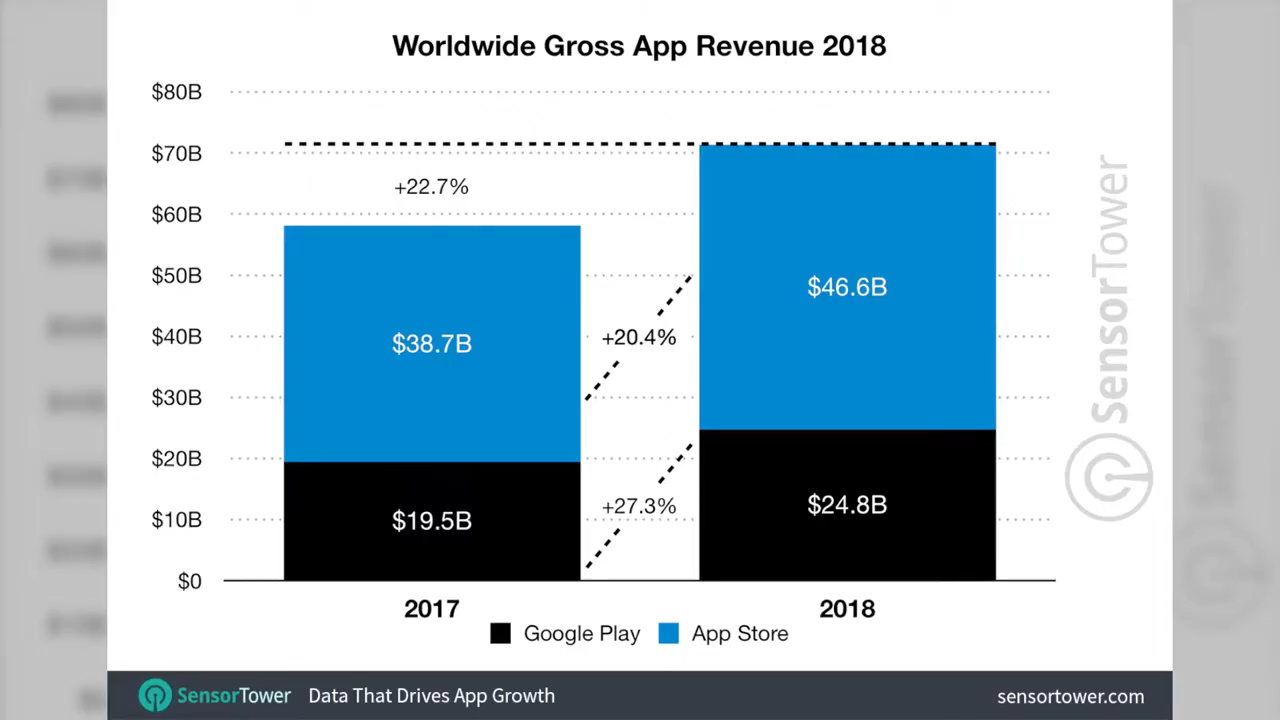 Worldwide Gross App Revenue 2018
$80B
$70B
$60B
$50B
$40B
$30B
$20B
$10B
$0
+22.7%
$38.7B
$19.5B
+20.4%
+27.3%
$46.6B
$24.8B
2017
2018
Google Play
App Store
SensorTower
SensorTower
Data That Drives App Growth
sensortower.com